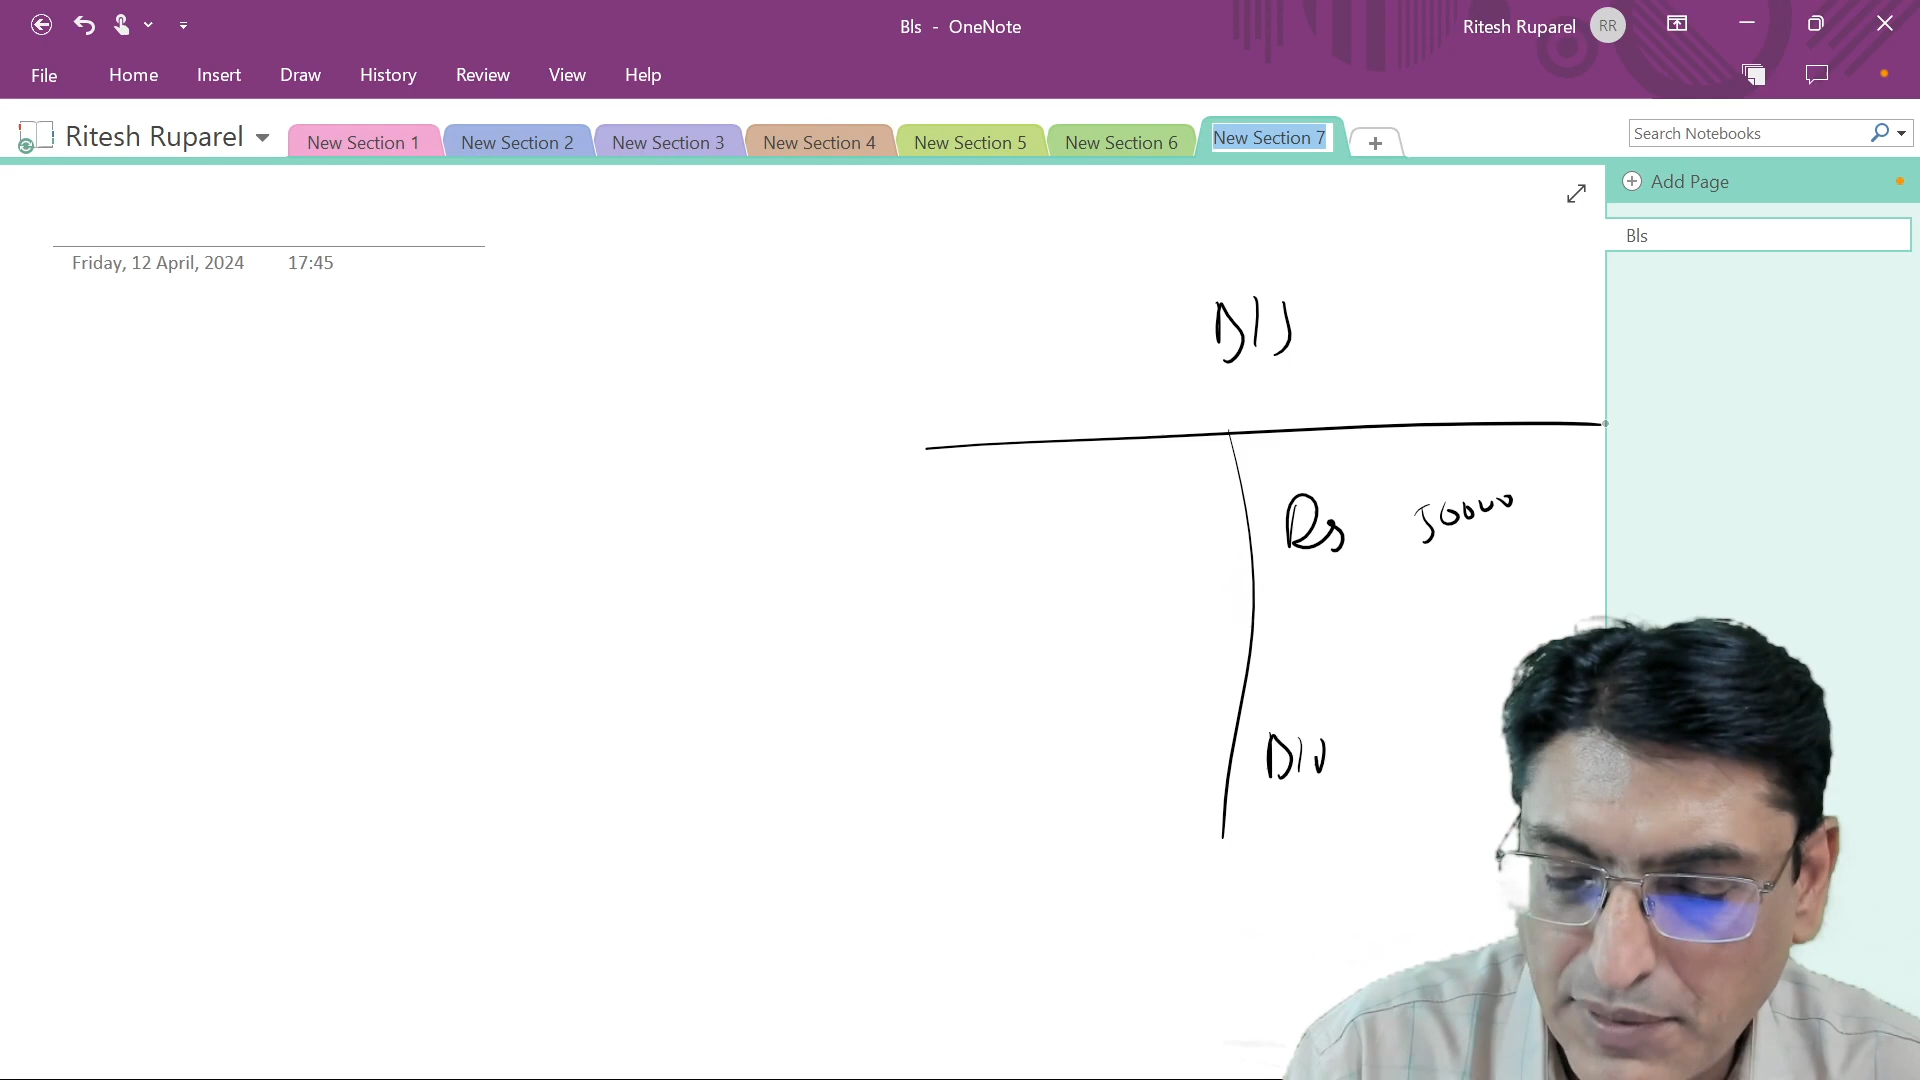 Bls - OneNote
Ritesh Ruparel RR
File Home Insert Draw History Review View Help
Ritesh Ruparel
New Section 1
New Section 2
New Section 3
New Section 4
New Section 5
New Section 6
New Section 7
Search Notebooks
Add Page
Bls
Friday, 12 April, 2024 17:45
Rs 50000